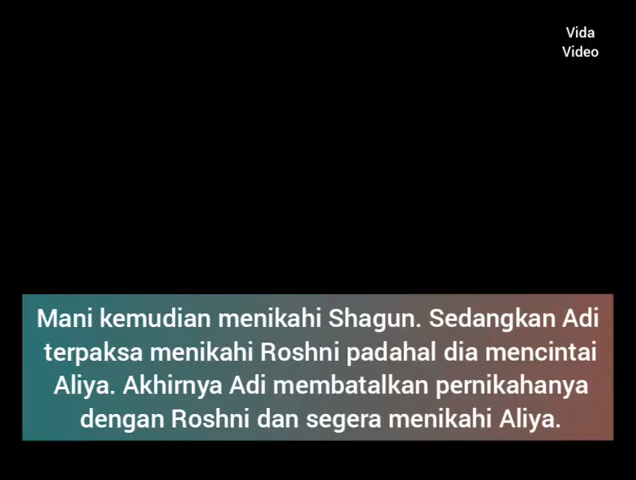 Vida
Video
Mani kemudian menikahi Shagun. Sedangkan Adi
terpaksa menikahi Roshni padahal dia mencintai
Aliya. Akhirnya Adi membatalkan pernikahanya
dengan Roshni dan segera menikahi Aliya.